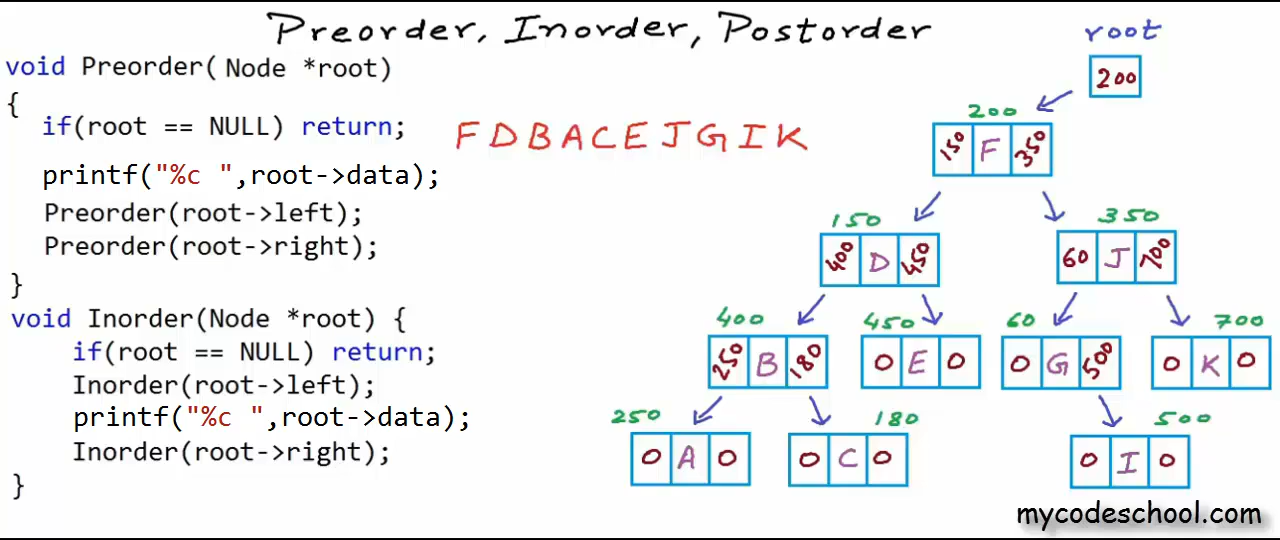 Preorder, Inorder, Postorder
void Preorder( Node *root)
{
if(root == NULL) return;
printf("%c ",root->data);
Preorder(root->left);
Preorder(root->right);
}
void Inorder(Node *root) {
if(root == NULL) return;
Inorder(root->left);
printf("%c ",root->data);
Inorder(root->right);
}
FDBACEJGIK
root
200
200
150 F 350
150
400 D 450
350
60 J 700
400
250 B 180
450
0 E 0
60
0 G 500
700
0 K 0
250
0 A 0
180
0 C 0
500
0 I 0
mycodeschool.com